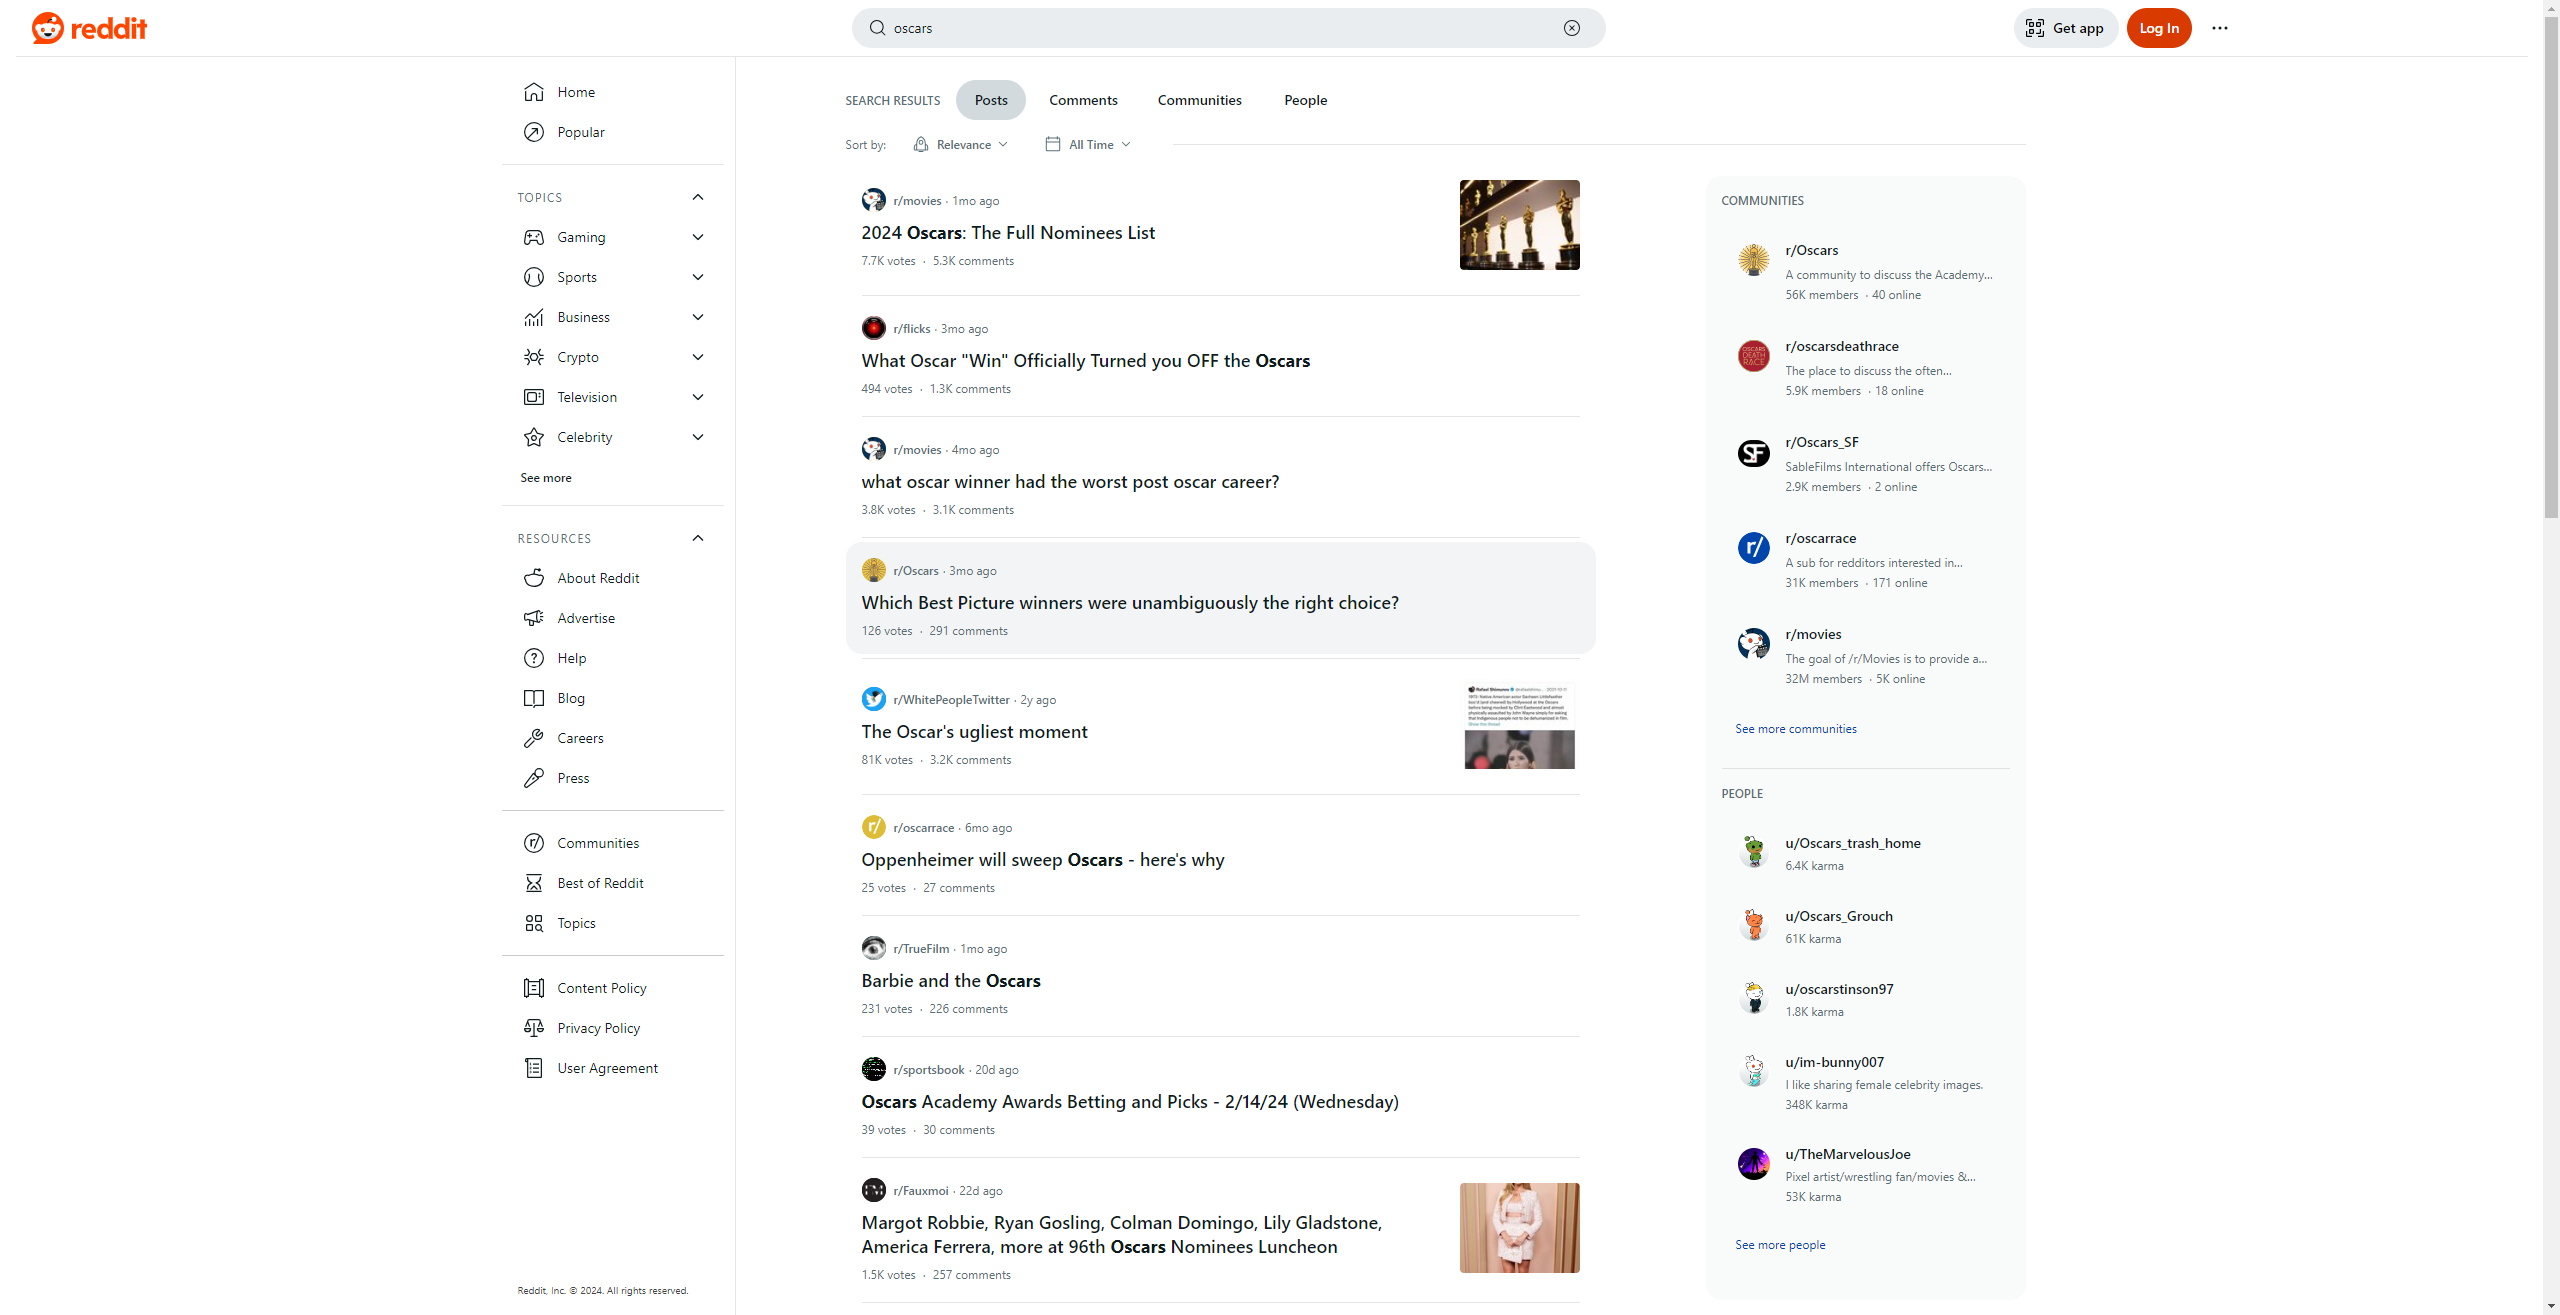 reddit
oscars
Get app
Log In
Home
Popular
TOPICS
Gaming
Sports
Business
Crypto
Television
Celebrity
See more
RESOURCES
About Reddit
Advertise
Help
Blog
Careers
Press
Communities
Best of Reddit
Topics
Content Policy
Privacy Policy
User Agreement
Reddit, Inc. © 2024. All rights reserved.
SEARCH RESULTS
Posts
Comments
Communities
People
Sort by:
Relevance
All Time
r/movies · 1mo ago
2024 Oscars: The Full Nominees List
7.7K votes · 5.3K comments
r/flicks · 3mo ago
What Oscar "Win" Officially Turned you OFF the Oscars
494 votes · 1.3K comments
r/movies · 4mo ago
what oscar winner had the worst post oscar career?
3.8K votes · 3.1K comments
r/Oscars · 3mo ago
Which Best Picture winners were unambiguously the right choice?
126 votes · 291 comments
r/WhitePeopleTwitter · 2y ago
The Oscar's ugliest moment
81K votes · 3.2K comments
r/oscarrace · 6mo ago
Oppenheimer will sweep Oscars - here's why
25 votes · 27 comments
r/TrueFilm · 1mo ago
Barbie and the Oscars
231 votes · 226 comments
r/sportsbook · 20d ago
Oscars Academy Awards Betting and Picks - 2/14/24 (Wednesday)
39 votes · 30 comments
r/Fauxmoi · 22d ago
Margot Robbie, Ryan Gosling, Colman Domingo, Lily Gladstone,
America Ferrera, more at 96th Oscars Nominees Luncheon
1.5K votes · 257 comments
COMMUNITIES
r/Oscars
A community to discuss the Academy...
56K members · 40 online
OSCARS
DEATH
RACE
r/oscarsdeathrace
The place to discuss the often...
5.9K members · 18 online
SF
r/Oscars_SF
SableFilms International offers Oscars...
2.9K members · 2 online
r/
r/oscarrace
A sub for redditors interested in...
31K members · 171 online
r/movies
The goal of /r/Movies is to provide a...
32M members · 5K online
See more communities
PEOPLE
u/Oscars_trash_home
6.4K karma
u/Oscars_Grouch
61K karma
u/oscarstinson97
1.8K karma
u/im-bunny007
I like sharing female celebrity images.
348K karma
u/TheMarvelousJoe
Pixel artist/wrestling fan/movies &...
53K karma
See more people